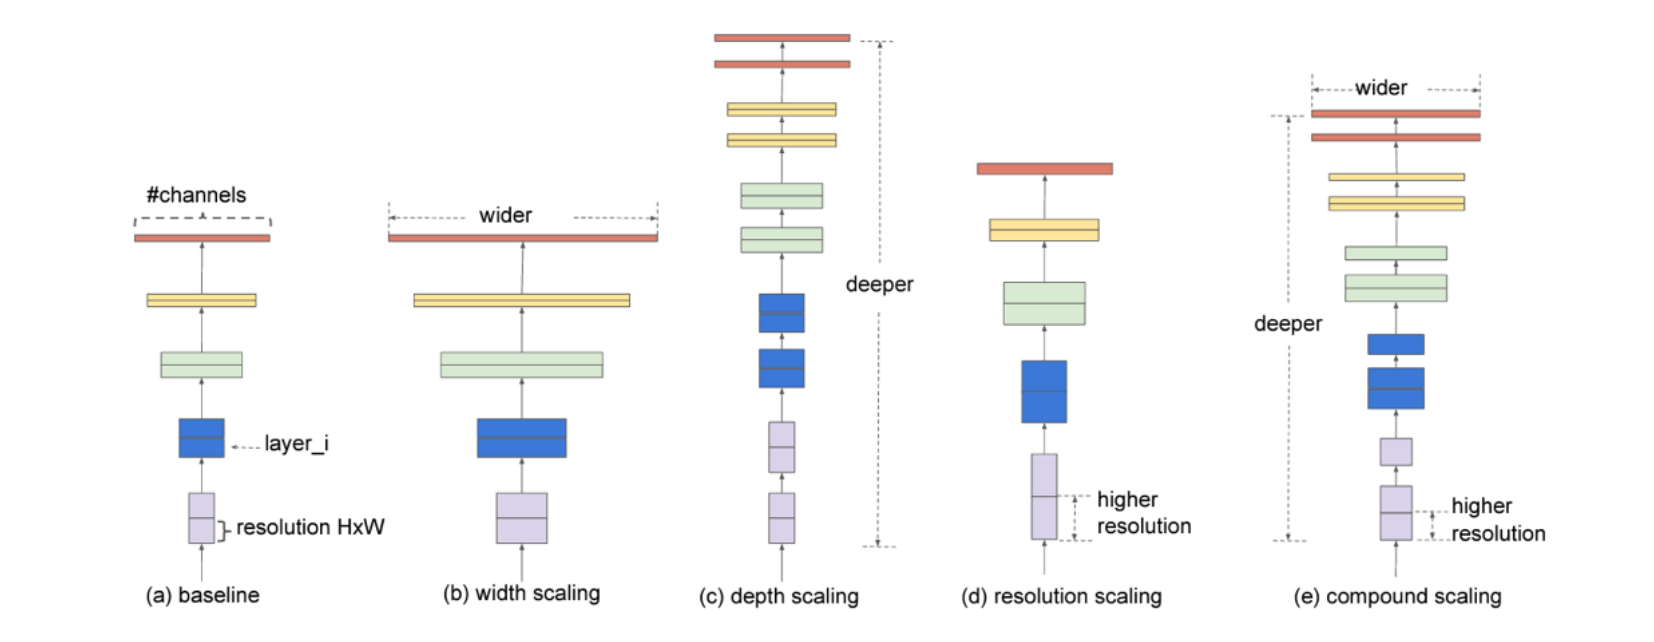 #channels
layer_i
resolution HxW
(a) baseline
wider
(b) width scaling
deeper
(c) depth scaling
higher
resolution
(d) resolution scaling
wider
deeper
higher
resolution
(e) compound scaling